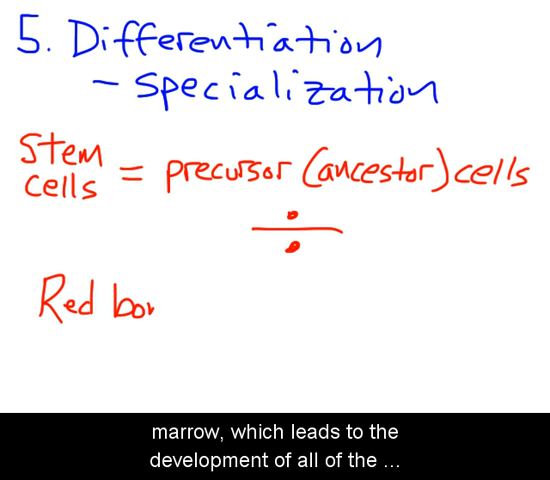 5. Differentiation
- Specialization
Stem cells = precursor (ancestor) cells
÷
Red bon
marrow, which leads to the
development of all of the ...